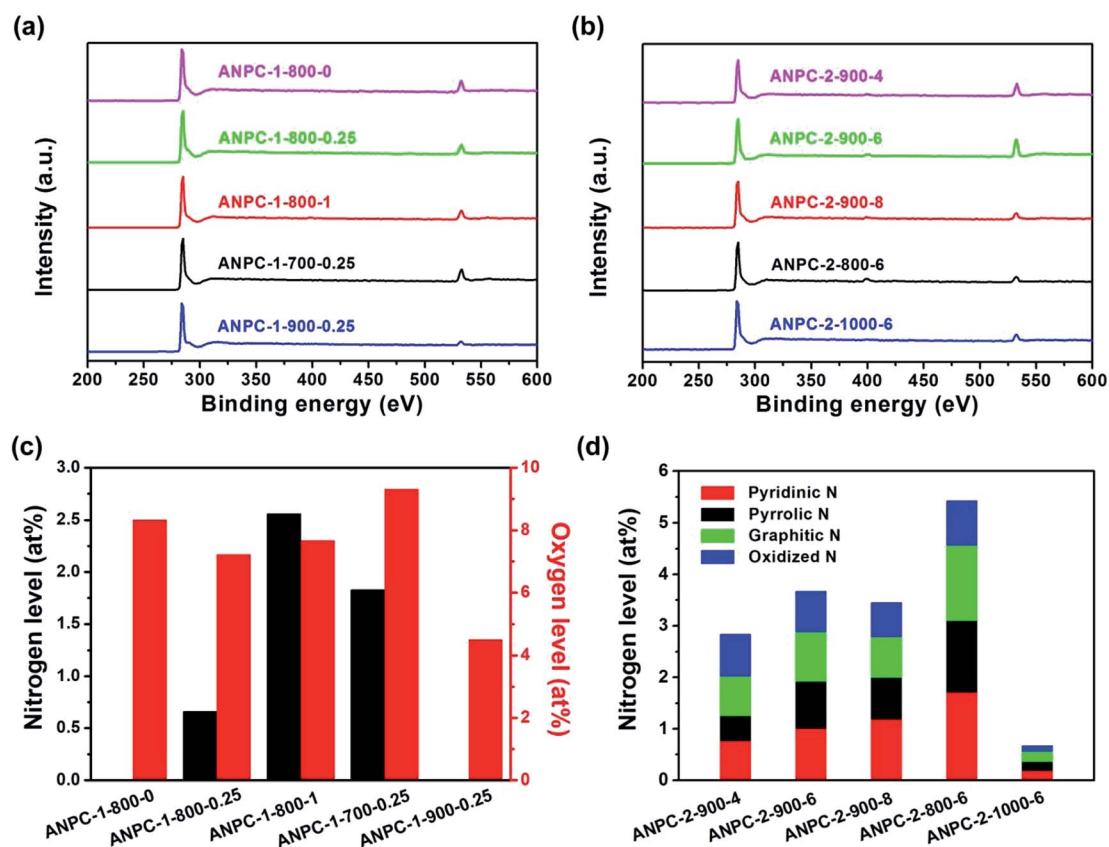 (a)
ANPC-1-800-0
ANPC-1-800-0.25
ANPC-1-800-1
ANPC-1-700-0.25
ANPC-1-900-0.25
Intensity (a.u.)
200 250 300 350 400 450 500 550 600
Binding energy (eV)
(b)
ANPC-2-900-4
ANPC-2-900-6
ANPC-2-900-8
ANPC-2-800-6
ANPC-2-1000-6
Intensity (a.u.)
200 250 300 350 400 450 500 550 600
Binding energy (eV)
(c)
Nitrogen level (at%)
3.0
2.5
2.0
1.5
1.0
0.5
0.0
10
8
6
4
2
0
Oxygen level (at%)
ANPC-1-800-0
ANPC-1-800-0.25
ANPC-1-800-1
ANPC-1-700-0.25
ANPC-1-900-0.25
(d)
Nitrogen level (at%)
6
5
4
3
2
1
0
Pyridinic N
Pyrrolic N
Graphitic N
Oxidized N
ANPC-2-900-4
ANPC-2-900-6
ANPC-2-900-8
ANPC-2-800-6
ANPC-2-1000-6